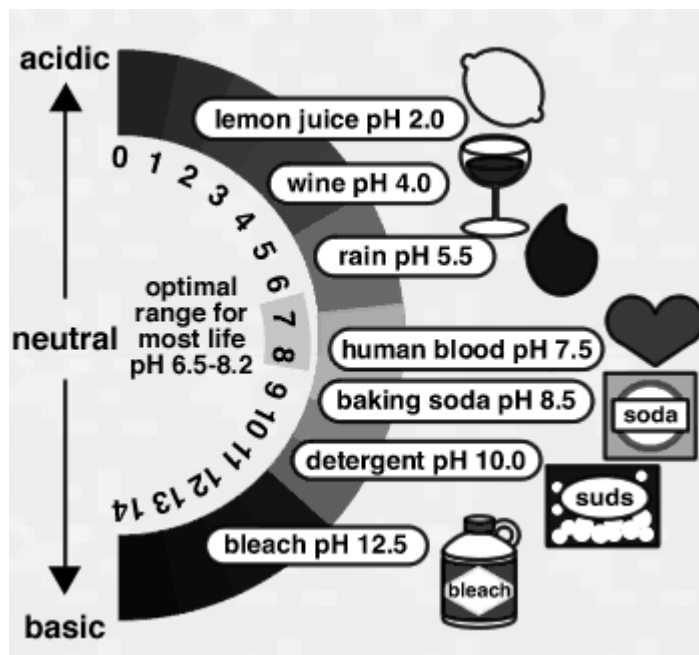 acidic
lemon juice pH 2.0
0
1
2
3
4
5
6
7
8
9
10
11
12
13
14
wine pH 4.0
rain pH 5.5
optimal
range for
most life
pH 6.5-8.2
neutral
human blood pH 7.5
baking soda pH 8.5
soda
detergent pH 10.0
suds
bleach pH 12.5
bleach
basic